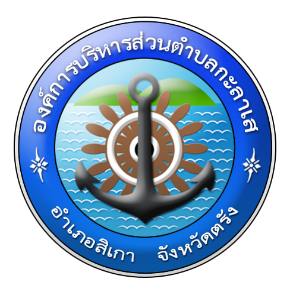 องค์การบริหารส่วนตำบลกะลาเส
อำเภอสิเกา จังหวัดตรัง